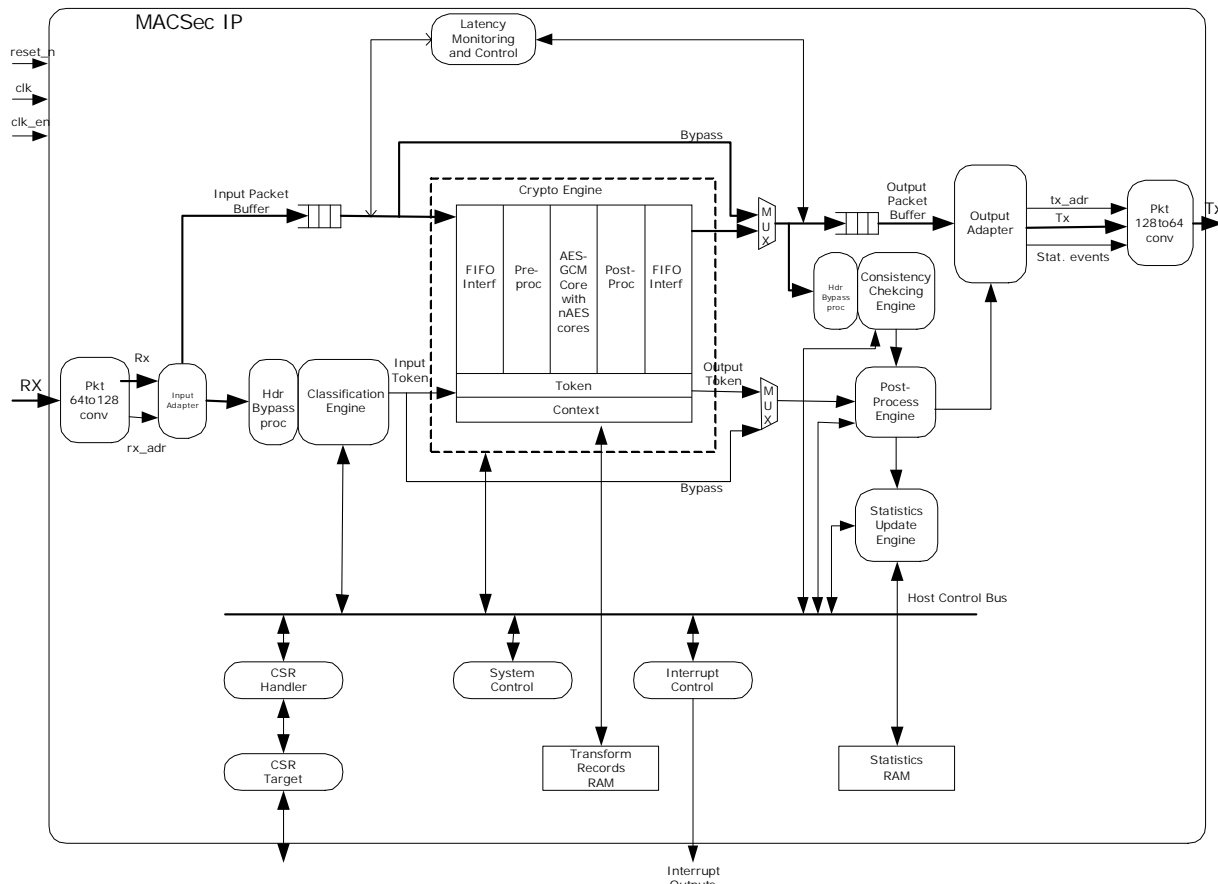 MACSec IP
reset_n
clk
clk_en
Latency
Monitoring
and Control
Bypass
Input Packet
Buffer
Crypto Engine
FIFO
Interf
Pre-
proc
AES-
GCM
Core
with
nAES
cores
Post-
Proc
FIFO
Interf
Token
Context
M
U
X
Output
Packet
Buffer
Output
Adapter
tx_adr
Tx
Stat. events
Pkt
128to64
conv
Tx
Hdr
Bypass
proc
Consistency
Chekcing
Engine
RX
Pkt
64to128
conv
Rx
rx_adr
Input
Adapter
Hdr
Bypass
proc
Classification
Engine
Input
Token
Output
Token
M
U
X
Bypass
Post-
Process
Engine
Statistics
Update
Engine
Host Control Bus
CSR
Handler
System
Control
Interrupt
Control
CSR
Target
Transform
Records
RAM
Statistics
RAM
Interrupt
Outputs